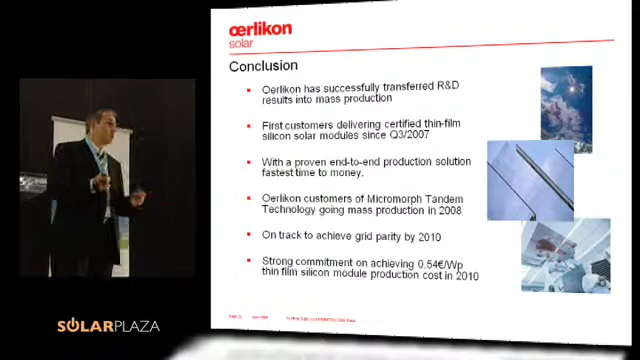 œrlikon
solar
Conclusion
Oerlikon has successfully transferred R&D
results into mass production
First customers delivering certified thin-film
silicon solar modules since Q3/2007
With a proven end-to-end production solution
fastest time to money.
Oerlikon customers of Micromorph Tandem
Technology going mass production in 2008
On track to achieve grid parity by 2010
Strong commitment on achieving 0.54€/Wp
thin film silicon module production cost in 2010
SOLARPLAZA